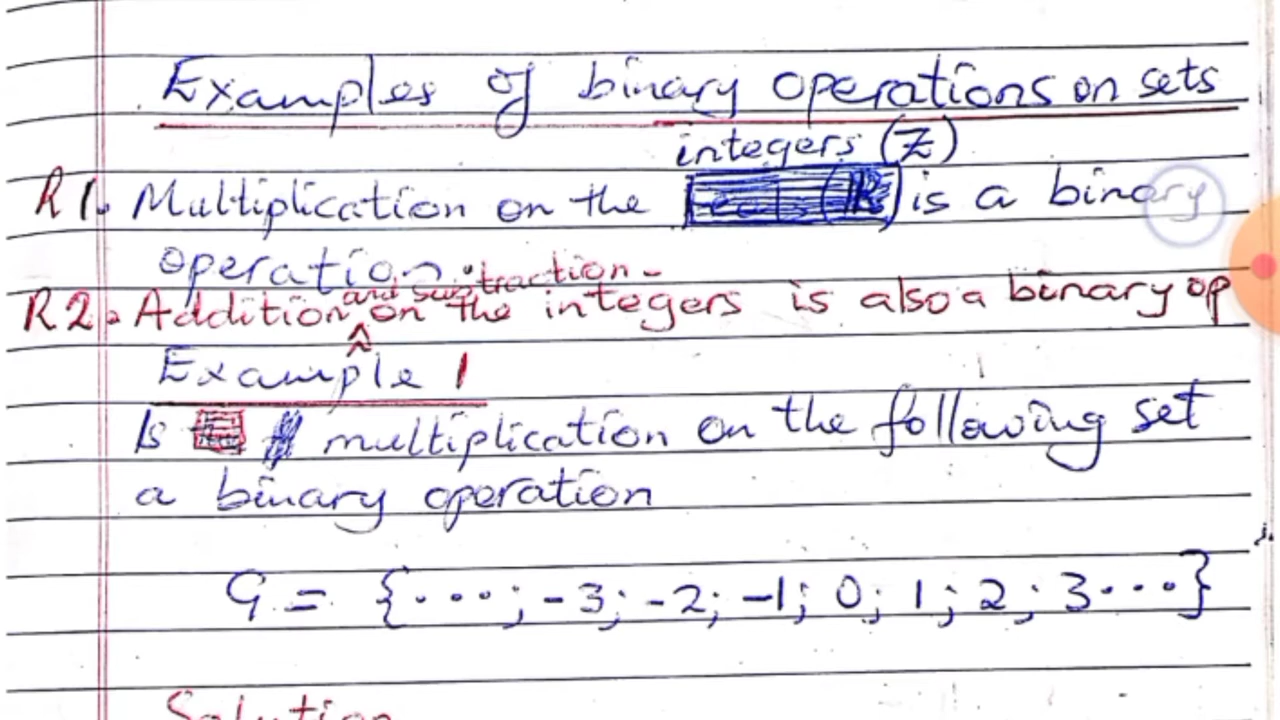 Examples of binary operations on sets
integers (ℤ)
R1. Multiplication on the is a binary
operation.
and subtraction.
R2. Addition on the integers is also a binary op
Example 1
Is multiplication on the following set
a binary operation
G = {...; -3; -2; -1; 0; 1; 2; 3...}
Solution